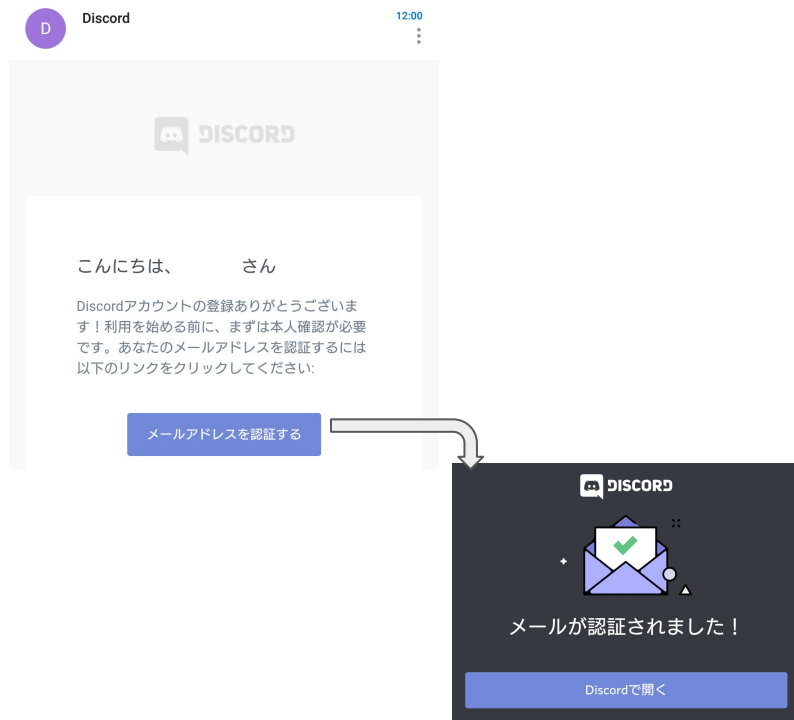 D
Discord
12:00
DISCORD
こんにちは、 さん
Discordアカウントの登録ありがとうございま
す！利用を始める前に、まずは本人確認が必要
です。あなたのメールアドレスを認証するには
以下のリンクをクリックしてください:
メールアドレスを認証する
DISCORD
メールが認証されました！
Discordで開く